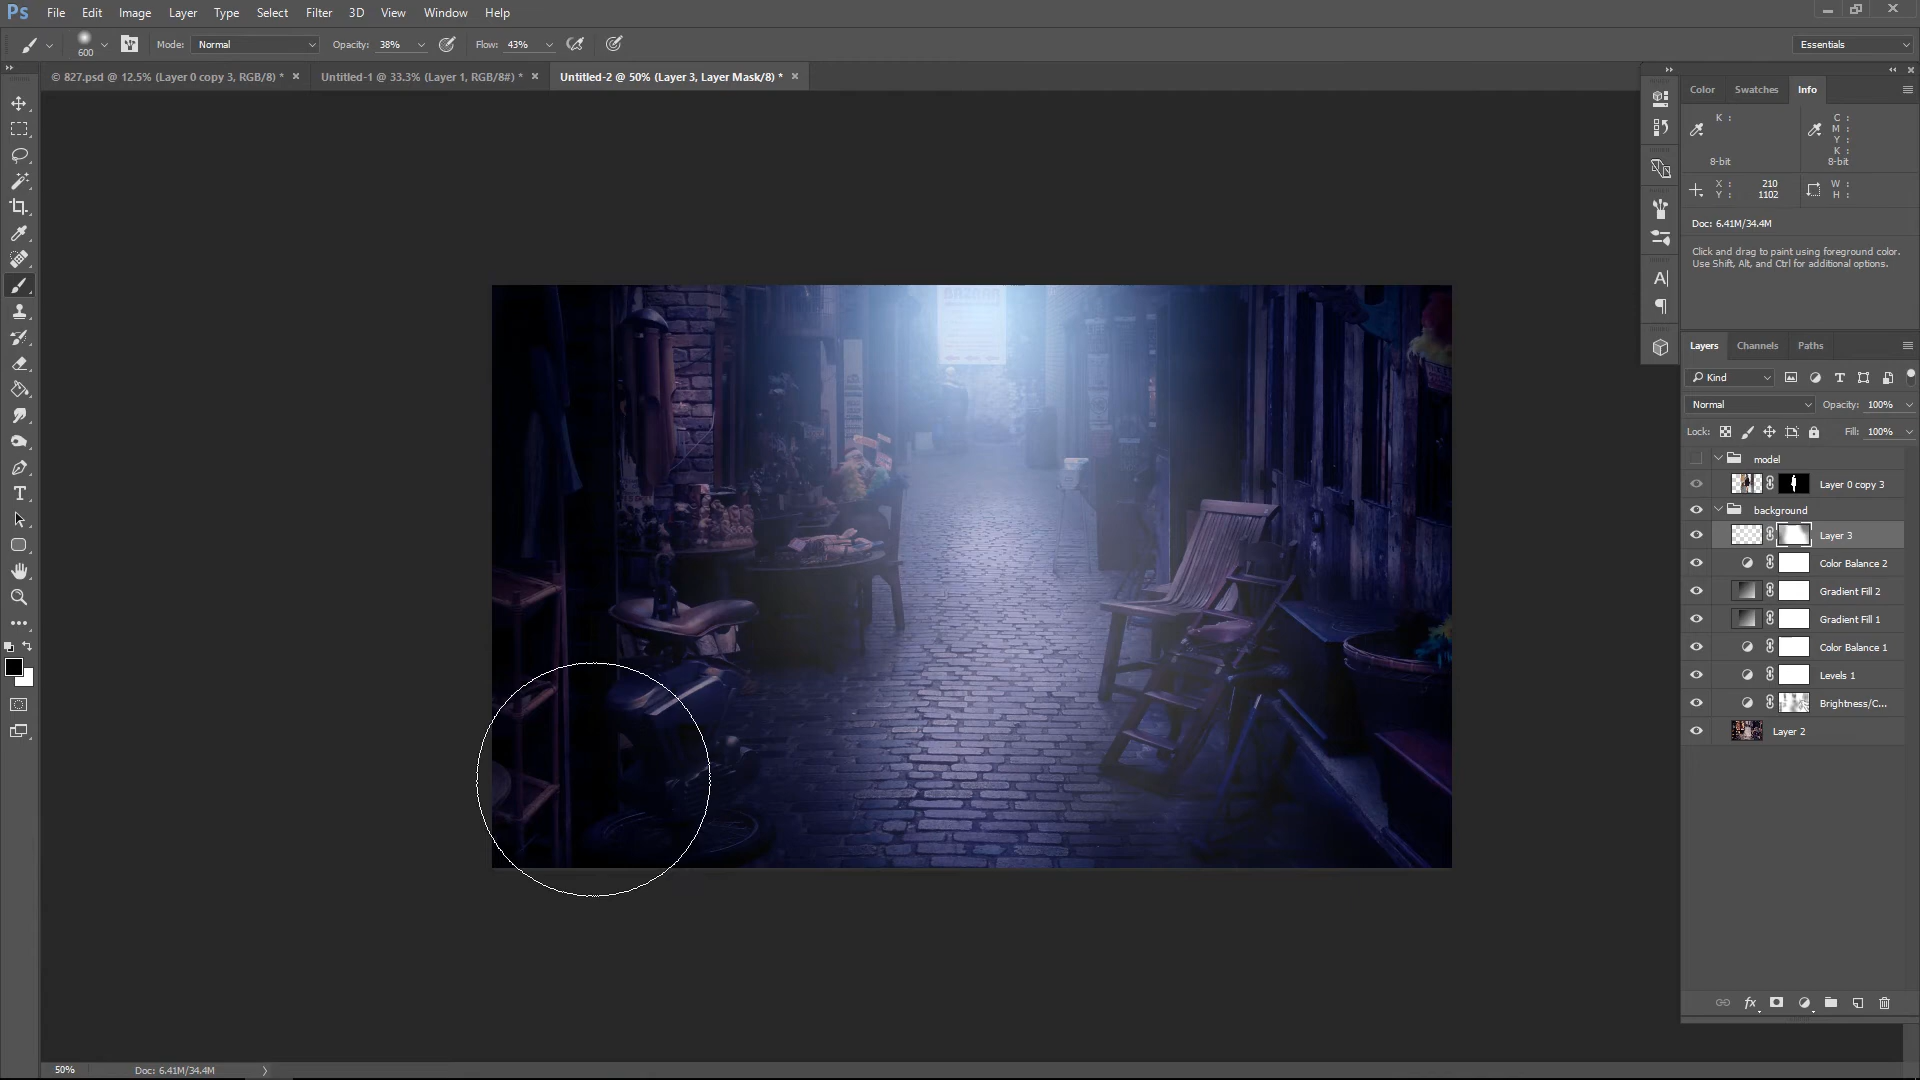 Ps File Edit Image Layer Type Select Filter 3D View Window Help
600 Mode: Normal Opacity: 38% Flow: 43% Essentials
© 827.psd @ 12.5% (Layer 0 copy 3, RGB/8) * × Untitled-1 @ 33.3% (Layer 1, RGB/8#) * × Untitled-2 @ 50% (Layer 3, Layer Mask/8) * ×
Color Swatches Info
K : C :
M :
Y :
K :
8-bit 8-bit
X : 210 W :
Y : 1102 H :
Doc: 6.41M/34.4M
Click and drag to paint using foreground color.
Use Shift, Alt, and Ctrl for additional options.
Layers Channels Paths
Kind
Normal Opacity: 100%
Lock: Fill: 100%
model
Layer 0 copy 3
background
Layer 3
Color Balance 2
Gradient Fill 2
Gradient Fill 1
Color Balance 1
Levels 1
Brightness/C...
Layer 2
fx
BAZAAR
50% Doc: 6.41M/34.4M